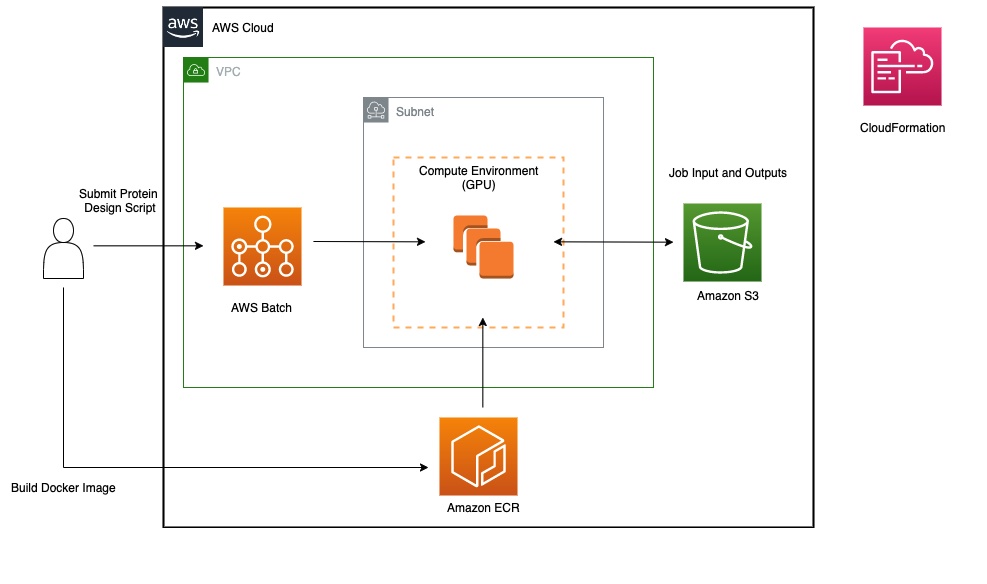 aws
AWS Cloud
VPC
Subnet
CloudFormation
Compute Environment
(GPU)
Job Input and Outputs
Submit Protein
Design Script
AWS Batch
Amazon S3
Build Docker Image
Amazon ECR